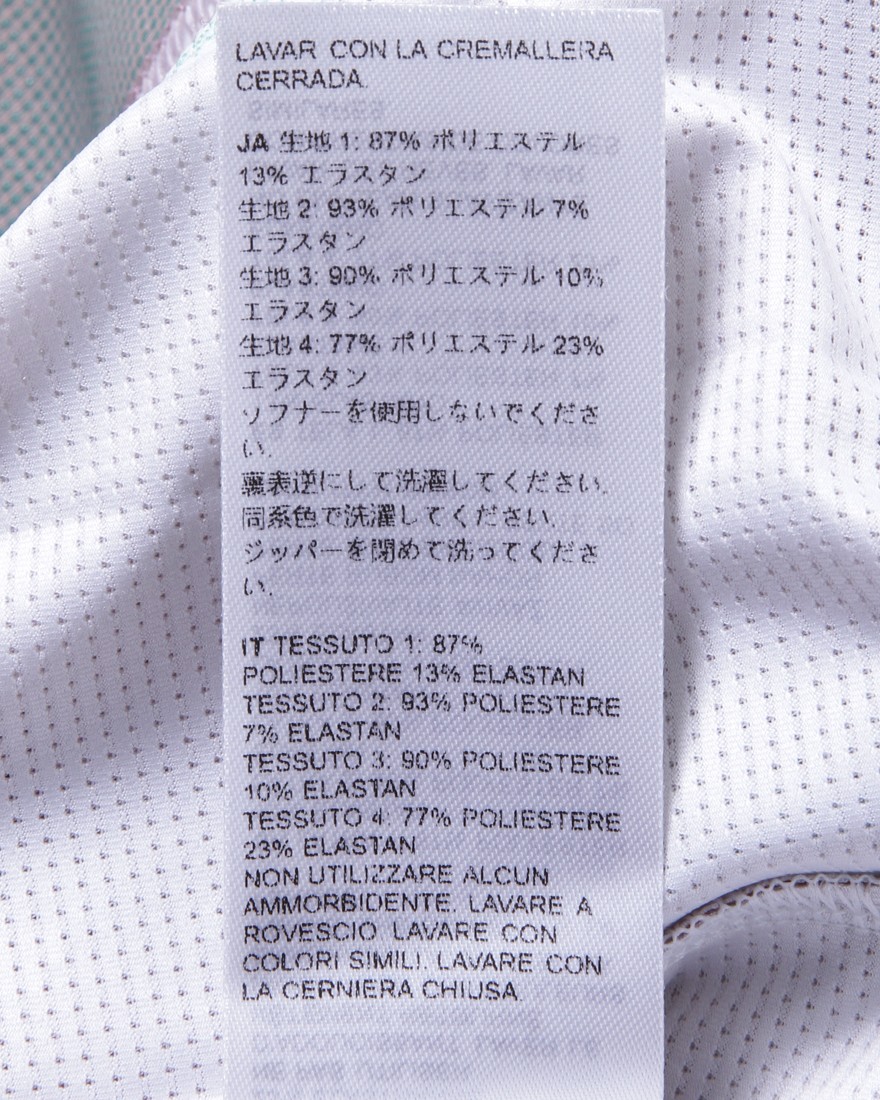 LAVAR CON LA CREMALLERA
CERRADA.
JA 生地 1: 87% ポリエステル
13% エラスタン
生地 2: 93% ポリエステル 7%
エラスタン
生地 3: 90% ポリエステル 10%
エラスタン
生地 4: 77% ポリエステル 23%
エラスタン
ソフナーを使用しないでくださ
い.
裏表逆にして洗濯してください.
同系色で洗濯してください.
ジッパーを閉めて洗ってくださ
い.
IT TESSUTO 1: 87%
POLIESTERE 13% ELASTAN
TESSUTO 2: 93% POLIESTERE
7% ELASTAN
TESSUTO 3: 90% POLIESTERE
10% ELASTAN
TESSUTO 4: 77% POLIESTERE
23% ELASTAN
NON UTILIZZARE ALCUN
AMMORBIDENTE. LAVARE A
ROVESCIO. LAVARE CON
COLORI SIMILI. LAVARE CON
LA CERNIERA CHIUSA.